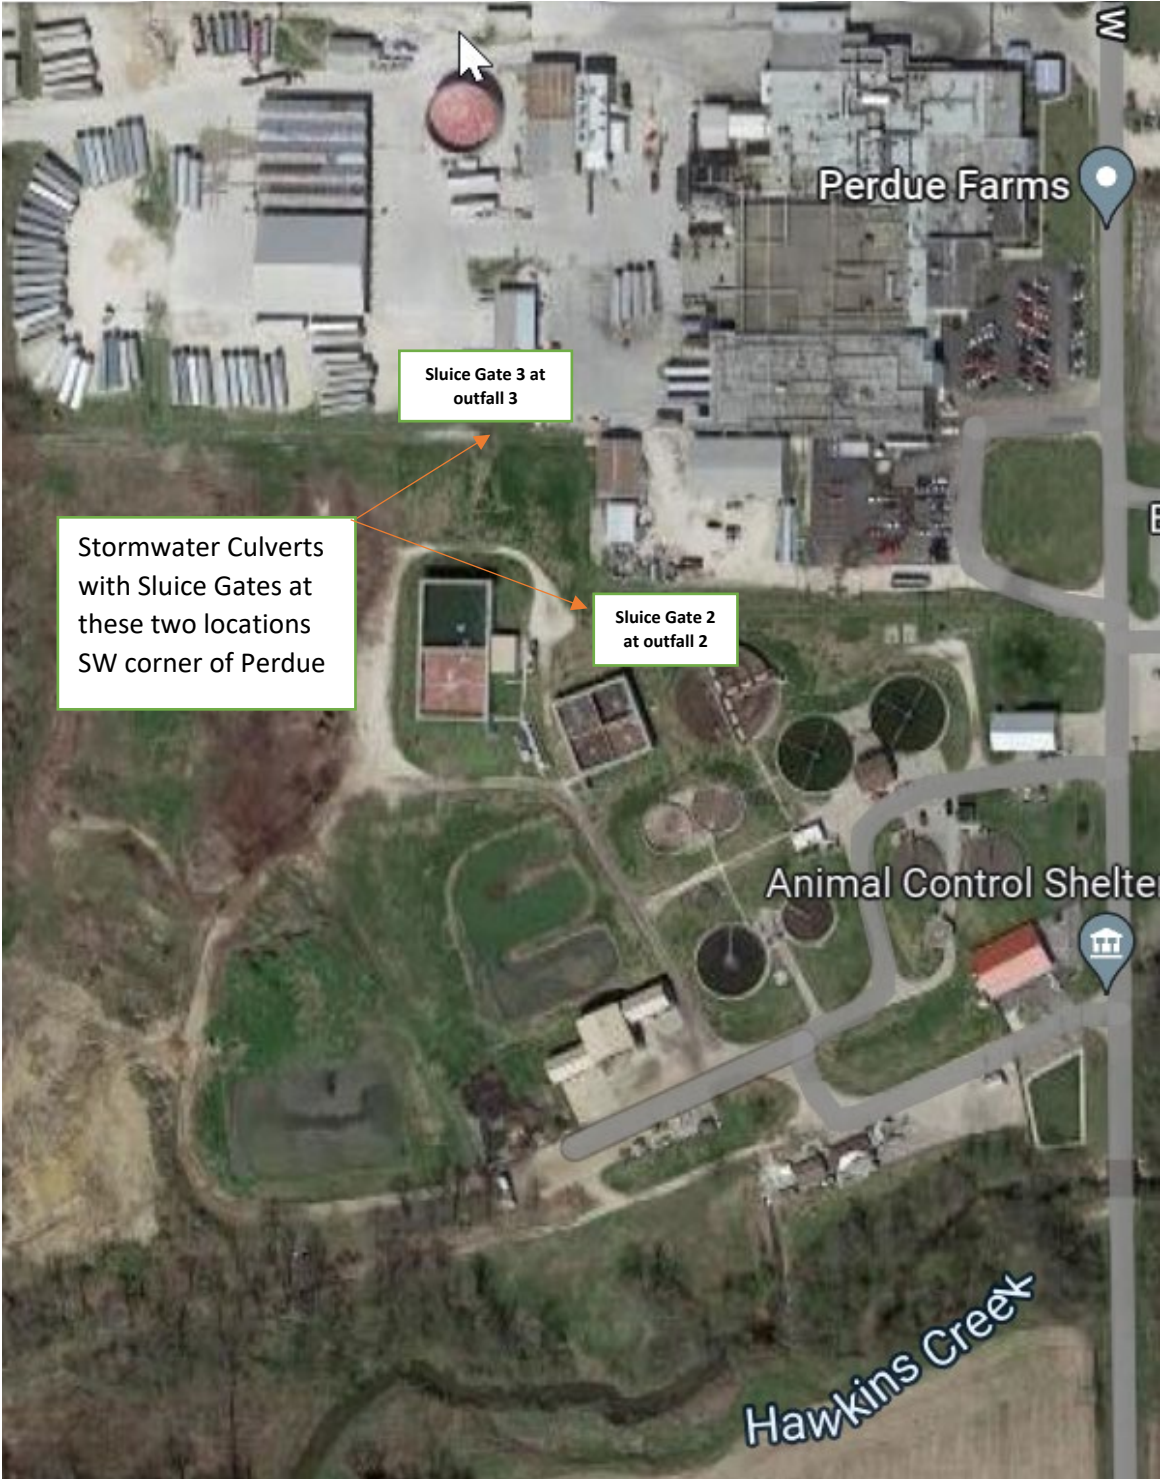 W
Perdue Farms
Sluice Gate 3 at
outfall 3
Stormwater Culverts
with Sluice Gates at
these two locations
SW corner of Perdue
E
Sluice Gate 2
at outfall 2
Animal Control Shelter
Hawkins Creek